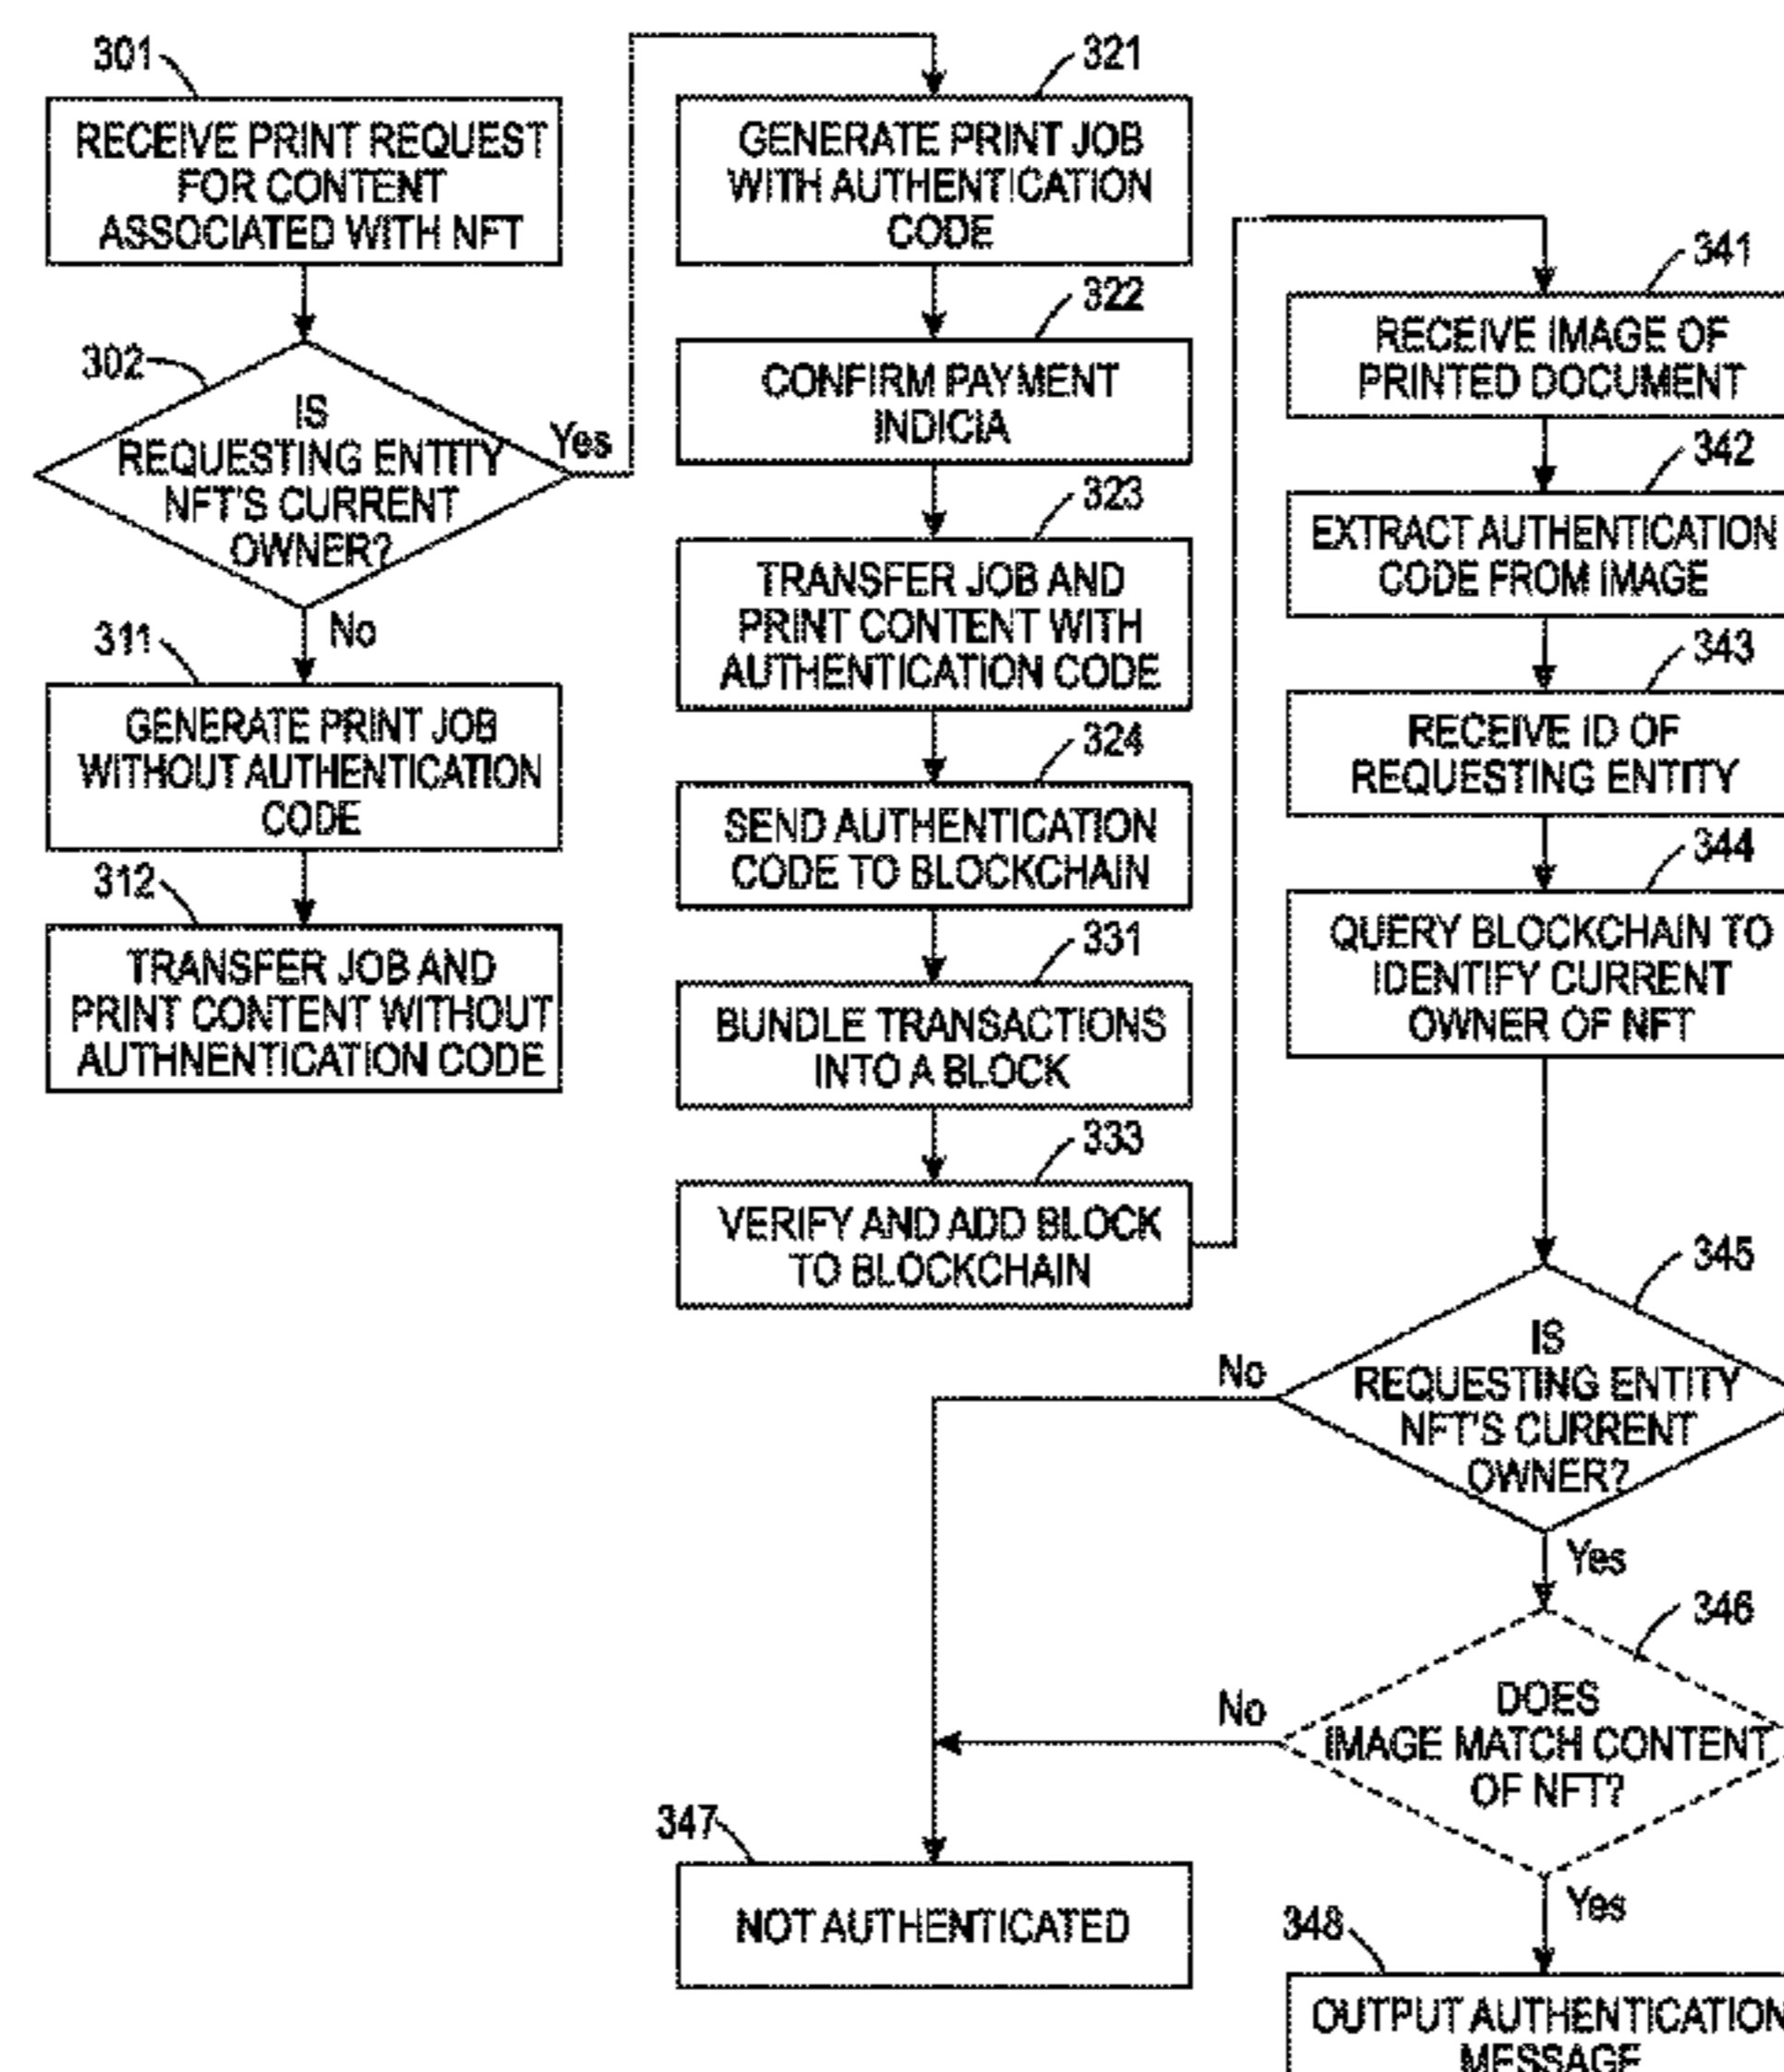 301
RECEIVE PRINT REQUEST
FOR CONTENT
ASSOCIATED WITH NFT
302
IS
REQUESTING ENTITY
NFT'S CURRENT
OWNER?
Yes
No
311
GENERATE PRINT JOB
WITHOUT AUTHENTICATION
CODE
312
TRANSFER JOB AND
PRINT CONTENT WITHOUT
AUTHNENTICATION CODE
321
GENERATE PRINT JOB
WITH AUTHENTICATION
CODE
322
CONFIRM PAYMENT
INDICIA
323
TRANSFER JOB AND
PRINT CONTENT WITH
AUTHENTICATION CODE
324
SEND AUTHENTICATION
CODE TO BLOCKCHAIN
331
BUNDLE TRANSACTIONS
INTO A BLOCK
333
VERIFY AND ADD BLOCK
TO BLOCKCHAIN
341
RECEIVE IMAGE OF
PRINTED DOCUMENT
342
EXTRACT AUTHENTICATION
CODE FROM IMAGE
343
RECEIVE ID OF
REQUESTING ENTITY
344
QUERY BLOCKCHAIN TO
IDENTIFY CURRENT
OWNER OF NFT
345
IS
REQUESTING ENTITY
NFT'S CURRENT
OWNER?
No
Yes
346
DOES
IMAGE MATCH CONTENT
OF NFT?
No
Yes
347
NOT AUTHENTICATED
348
OUTPUT AUTHENTICATION
MESSAGE